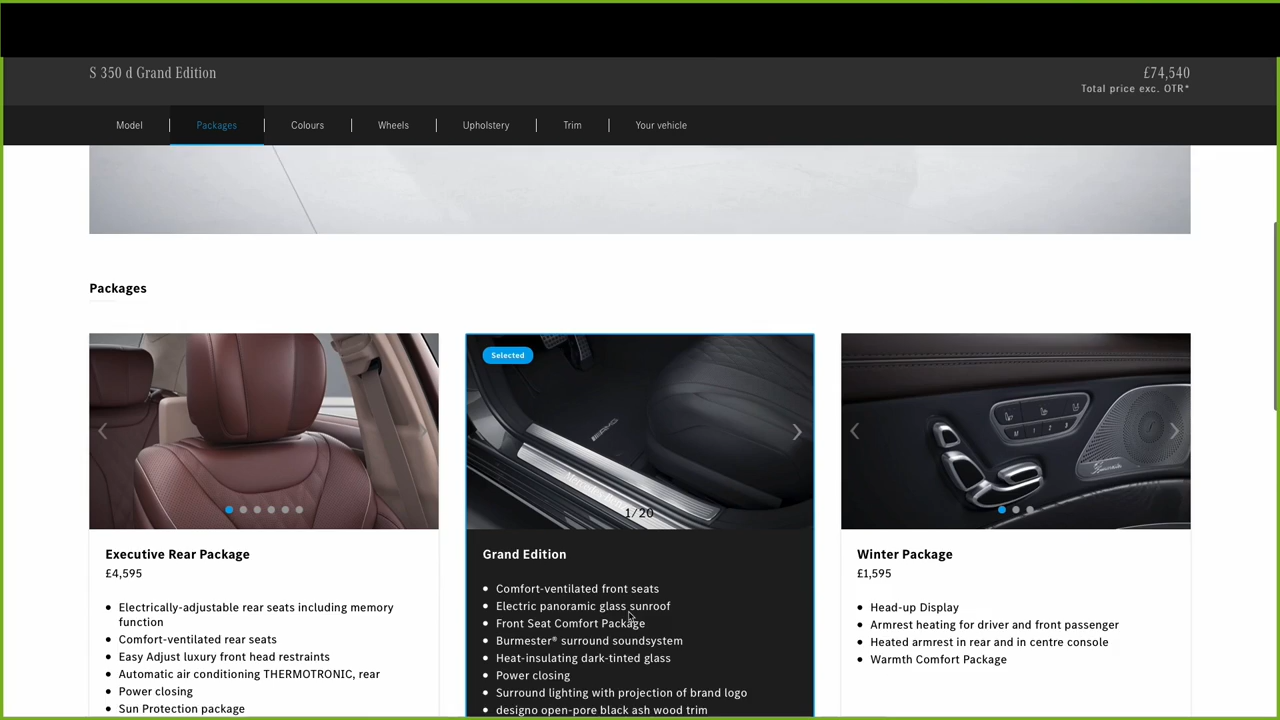 S 350 d Grand Edition
£74,540
Total price exc. OTR*
Model
Packages
Colours
Wheels
Upholstery
Trim
Your vehicle
Packages
Selected
1/20
Executive Rear Package
£4,595
Electrically-adjustable rear seats including memory
function
Comfort-ventilated rear seats
Easy Adjust luxury front head restraints
Automatic air conditioning THERMOTRONIC, rear
Power closing
Sun Protection package
Grand Edition
Comfort-ventilated front seats
Electric panoramic glass sunroof
Front Seat Comfort Package
Burmester® surround soundsystem
Heat-insulating dark-tinted glass
Power closing
Surround lighting with projection of brand logo
designo open-pore black ash wood trim
Winter Package
£1,595
Head-up Display
Armrest heating for driver and front passenger
Heated armrest in rear and in centre console
Warmth Comfort Package